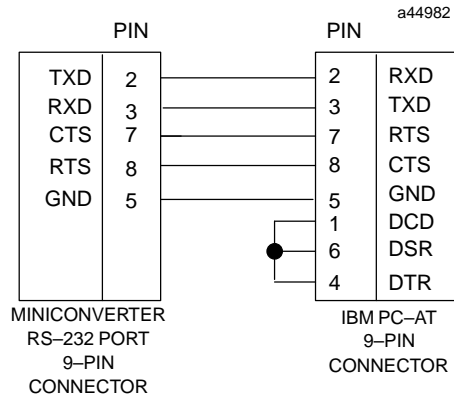 a44982
PIN PIN
TXD 2 2 RXD
RXD 3 3 TXD
CTS 7 7 RTS
RTS 8 8 CTS
GND 5 5 GND
1 DCD
6 DSR
4 DTR
MINICONVERTER
RS–232 PORT
9–PIN
CONNECTOR
IBM PC–AT
9–PIN
CONNECTOR